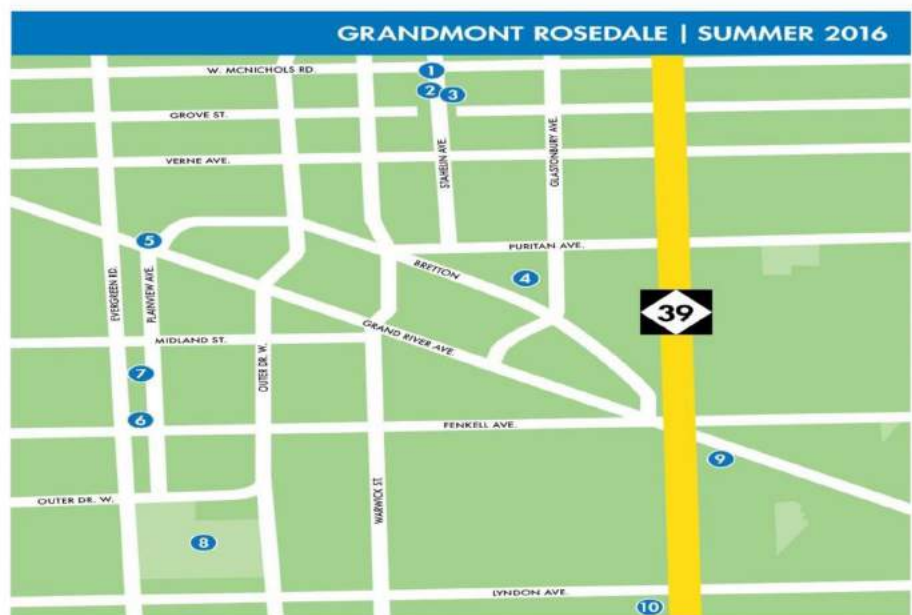 GRANDMONT ROSEDALE | SUMMER 2016
W. MCNICHOLS RD.
1
2
3
GROVE ST.
VERNE AVE.
STAHELIN AVE.
GLASTONBURY AVE.
5
PURITAN AVE.
BRETTON
4
EVERGREEN RD.
PLAINVIEW AVE.
39
GRAND RIVER AVE.
MIDLAND ST.
OUTER DR. W.
7
6
FENKELL AVE.
9
WARWICK ST.
OUTER DR. W.
8
LYNDON AVE.
10